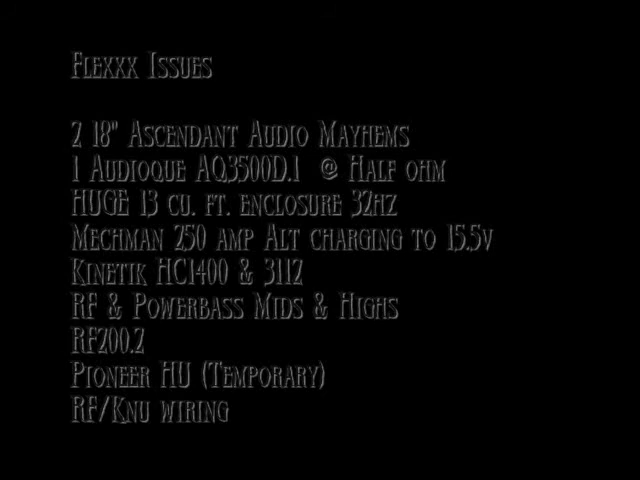 Flexxx Issues
2 18" Ascendant Audio Mayhems
1 Audioque AQ3500D.1 @ Half ohm
HUGE 13 cu. ft. enclosure 32hz
Mechman 250 amp Alt charging to 15.5v
Kinetik HC1400 & 3112
RF & Powerbass Mids & Highs
RF200.2
Pioneer HU (Temporary)
RF/Knu wiring